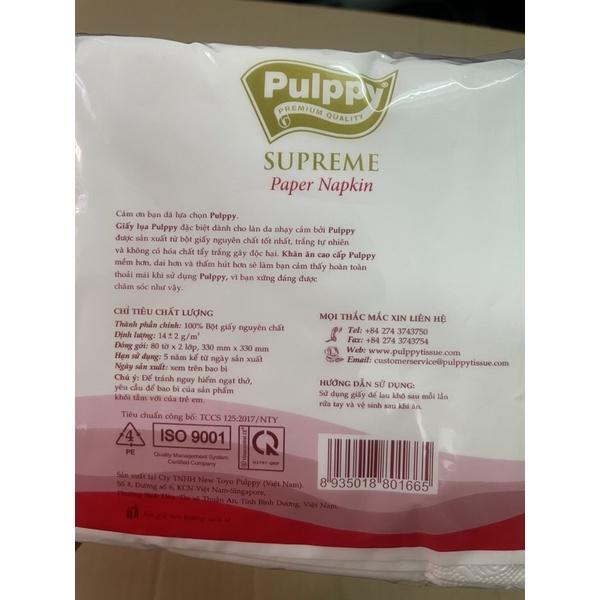 Pulppy®
PREMIUM QUALITY
SUPREME
Paper Napkin
Cảm ơn bạn đã lựa chọn Pulppy.
Giấy lụa Pulppy đặc biệt dành cho làn da nhạy cảm bởi Pulppy
được sản xuất từ bột giấy nguyên chất tốt nhất, trắng tự nhiên
và không có hóa chất tẩy trắng gây độc hại. Khăn ăn cao cấp Pulppy
mềm hơn, dai hơn và thấm hút hơn sẽ làm bạn cảm thấy hoàn toàn
thoải mái khi sử dụng Pulppy, vì bạn xứng đáng được
chăm sóc như vậy.
CHỈ TIÊU CHẤT LƯỢNG
Thành phần chính: 100% Bột giấy nguyên chất
Định lượng: 14±2 g/m²
Đóng gói: 80 tờ x 2 lớp, 330 mm x 330 mm
Hạn sử dụng: 5 năm kể từ ngày sản xuất
Ngày sản xuất: xem trên bao bì
Chú ý: Để tránh nguy hiểm ngạt thở,
yêu cầu để bao bì của sản phẩm
khỏi tầm với của trẻ em.
Tiêu chuẩn công bố: TCCS 125:2017/NTY
MỌI THẮC MẮC XIN LIÊN HỆ
Tel: +84 274 3743750
Fax: +84 274 3743754
Web: www.pulppytissue.com
Email: customerservice@pulppytissue.com
HƯỚNG DẪN SỬ DỤNG:
Sử dụng giấy để lau khô sau mỗi lần
rửa tay và vệ sinh sau khi ăn.
4
PE
ISO 9001
Quality Management System
Certified Company
8 935018 801665
Sản xuất tại Cty TNHH New Toyo Pulppy (Việt Nam).
Số 8, Đường số 6, KCN Việt Nam-Singapore,
Thị xã Thuận An, Tỉnh Bình Dương, Việt Nam